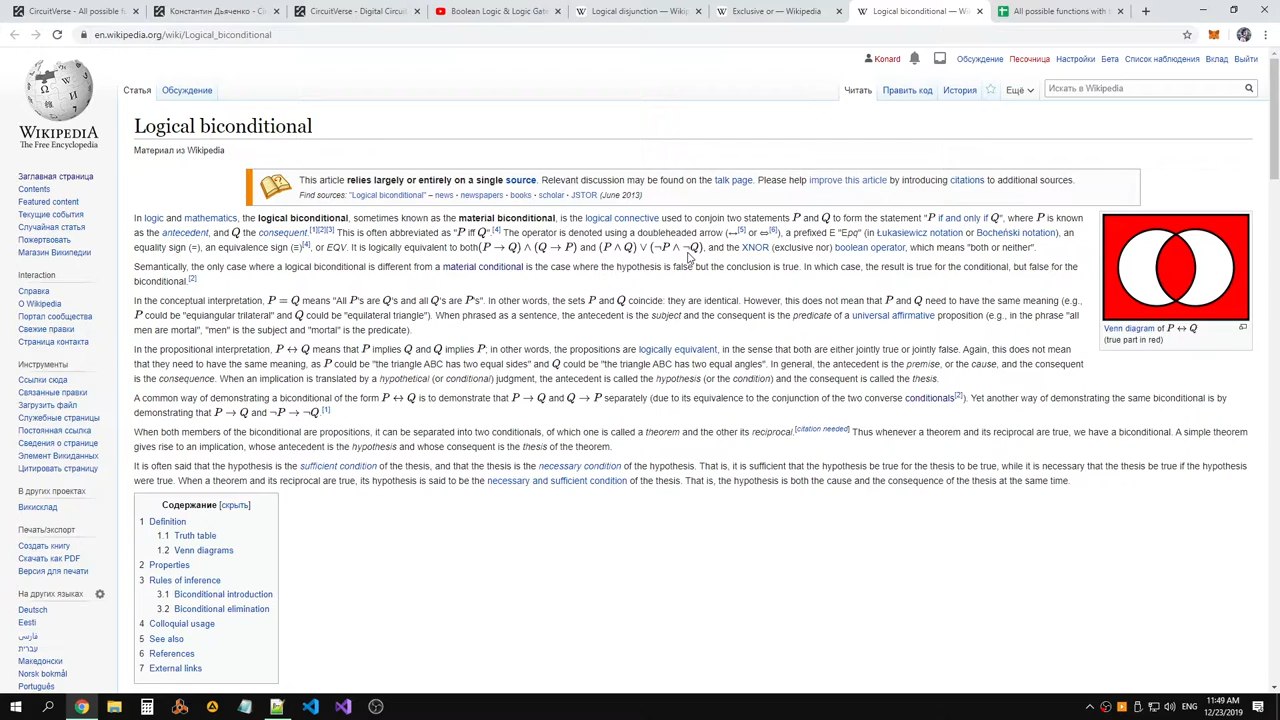 CircuitVerse - All possible fu
Константин Дьяченко - Ci
CircuitVerse - Digital Circuit
Boolean Logic & Logic Gat
Logical disjunction — Wiki
Exclusive or — Wikipedia
Logical biconditional — Wi
All possible functions with
en.wikipedia.org/wiki/Logical_biconditional
Konard Обсуждение Песочница Настройки Бета Список наблюдения Вклад Выйти
Статья Обсуждение Читать Править код История Ещё Искать в Wikipedia
WIKIPEDIA
The Free Encyclopedia
Заглавная страница
Contents
Featured content
Текущие события
Случайная статья
Пожертвовать
Магазин Википедии
Interaction
Справка
О Wikipedia
Портал сообщества
Свежие правки
Страница контакта
Инструменты
Ссылки сюда
Связанные правки
Загрузить файл
Служебные страницы
Постоянная ссылка
Сведения о странице
Элемент Викиданных
Цитировать страницу
В других проектах
Викисклад
Печать/экспорт
Создать книгу
Скачать как PDF
Версия для печати
На других языках
Deutsch
Eesti
فارسی
עברית
Македонски
Norsk bokmål
Português
Logical biconditional
Материал из Wikipedia
This article relies largely or entirely on a single source. Relevant discussion may be found on the talk page. Please help improve this article by introducing citations to additional sources.
Find sources: "Logical biconditional" – news · newspapers · books · scholar · JSTOR (June 2013)
In logic and mathematics, the logical biconditional, sometimes known as the material biconditional, is the logical connective used to conjoin two statements P and Q to form the statement "P if and only if Q", where P is known
as the antecedent, and Q the consequent.[1][2][3] This is often abbreviated as "P iff Q".[4] The operator is denoted using a doubleheaded arrow (↔[5] or ⇔[6]), a prefixed E "Epq" (in Łukasiewicz notation or Bocheński notation), an
equality sign (=), an equivalence sign (≡)[4], or EQV. It is logically equivalent to both (P → Q) ∧ (Q → P) and (P ∧ Q) ∨ (¬P ∧ ¬Q), and the XNOR (exclusive nor) boolean operator, which means "both or neither".
Semantically, the only case where a logical biconditional is different from a material conditional is the case where the hypothesis is false but the conclusion is true. In which case, the result is true for the conditional, but false for the
biconditional.[2]
In the conceptual interpretation, P = Q means "All P's are Q's and all Q's are P's". In other words, the sets P and Q coincide: they are identical. However, this does not mean that P and Q need to have the same meaning (e.g.,
P could be "equiangular trilateral" and Q could be "equilateral triangle"). When phrased as a sentence, the antecedent is the subject and the consequent is the predicate of a universal affirmative proposition (e.g., in the phrase "all
men are mortal", "men" is the subject and "mortal" is the predicate).
In the propositional interpretation, P ↔ Q means that P implies Q and Q implies P; in other words, the propositions are logically equivalent, in the sense that both are either jointly true or jointly false. Again, this does not mean
that they need to have the same meaning, as P could be "the triangle ABC has two equal sides" and Q could be "the triangle ABC has two equal angles". In general, the antecedent is the premise, or the cause, and the consequent
is the consequence. When an implication is translated by a hypothetical (or conditional) judgment, the antecedent is called the hypothesis (or the condition) and the consequent is called the thesis.
A common way of demonstrating a biconditional of the form P ↔ Q is to demonstrate that P → Q and Q → P separately (due to its equivalence to the conjunction of the two converse conditionals[2]). Yet another way of demonstrating the same biconditional is by
demonstrating that P → Q and ¬P → ¬Q.[1]
When both members of the biconditional are propositions, it can be separated into two conditionals, of which one is called a theorem and the other its reciprocal.[citation needed] Thus whenever a theorem and its reciprocal are true, we have a biconditional. A simple theorem
gives rise to an implication, whose antecedent is the hypothesis and whose consequent is the thesis of the theorem.
It is often said that the hypothesis is the sufficient condition of the thesis, and that the thesis is the necessary condition of the hypothesis. That is, it is sufficient that the hypothesis be true for the thesis to be true, while it is necessary that the thesis be true if the hypothesis
were true. When a theorem and its reciprocal are true, its hypothesis is said to be the necessary and sufficient condition of the thesis. That is, the hypothesis is both the cause and the consequence of the thesis at the same time.
Venn diagram of P ↔ Q
(true part in red)
Содержание [скрыть]
1 Definition
1.1 Truth table
1.2 Venn diagrams
2 Properties
3 Rules of inference
3.1 Biconditional introduction
3.2 Biconditional elimination
4 Colloquial usage
5 See also
6 References
7 External links
ENG
11:49 AM
12/23/2019